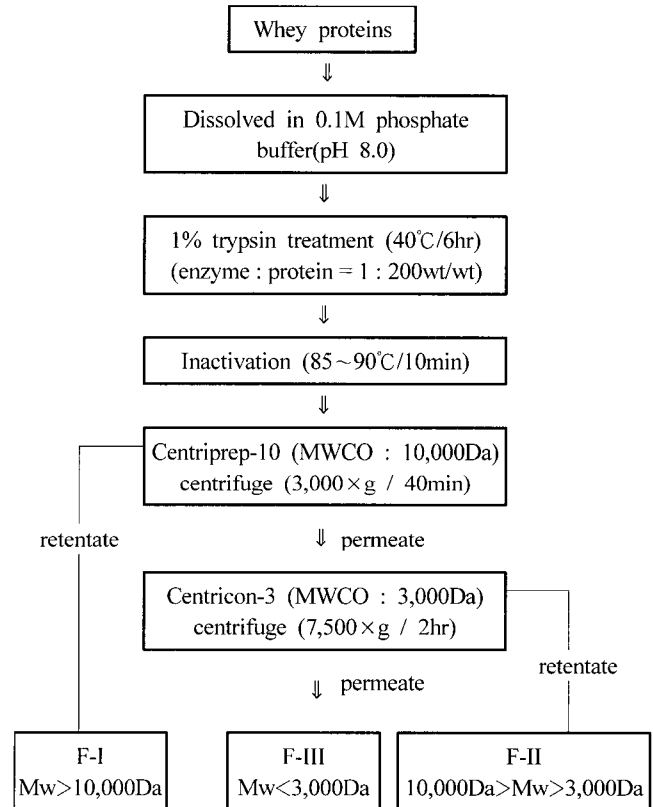 Whey proteins
⇓
Dissolved in 0.1M phosphate
buffer(pH 8.0)
⇓
1% trypsin treatment (40℃/6hr)
(enzyme : protein = 1 : 200wt/wt)
⇓
Inactivation (85~90℃/10min)
⇓
Centriprep-10 (MWCO : 10,000Da)
centrifuge (3,000×g / 40min)
retentate
⇓ permeate
Centricon-3 (MWCO : 3,000Da)
centrifuge (7,500×g / 2hr)
retentate
⇓ permeate
F-I
Mw>10,000Da
F-III
Mw<3,000Da
F-II
10,000Da>Mw>3,000Da